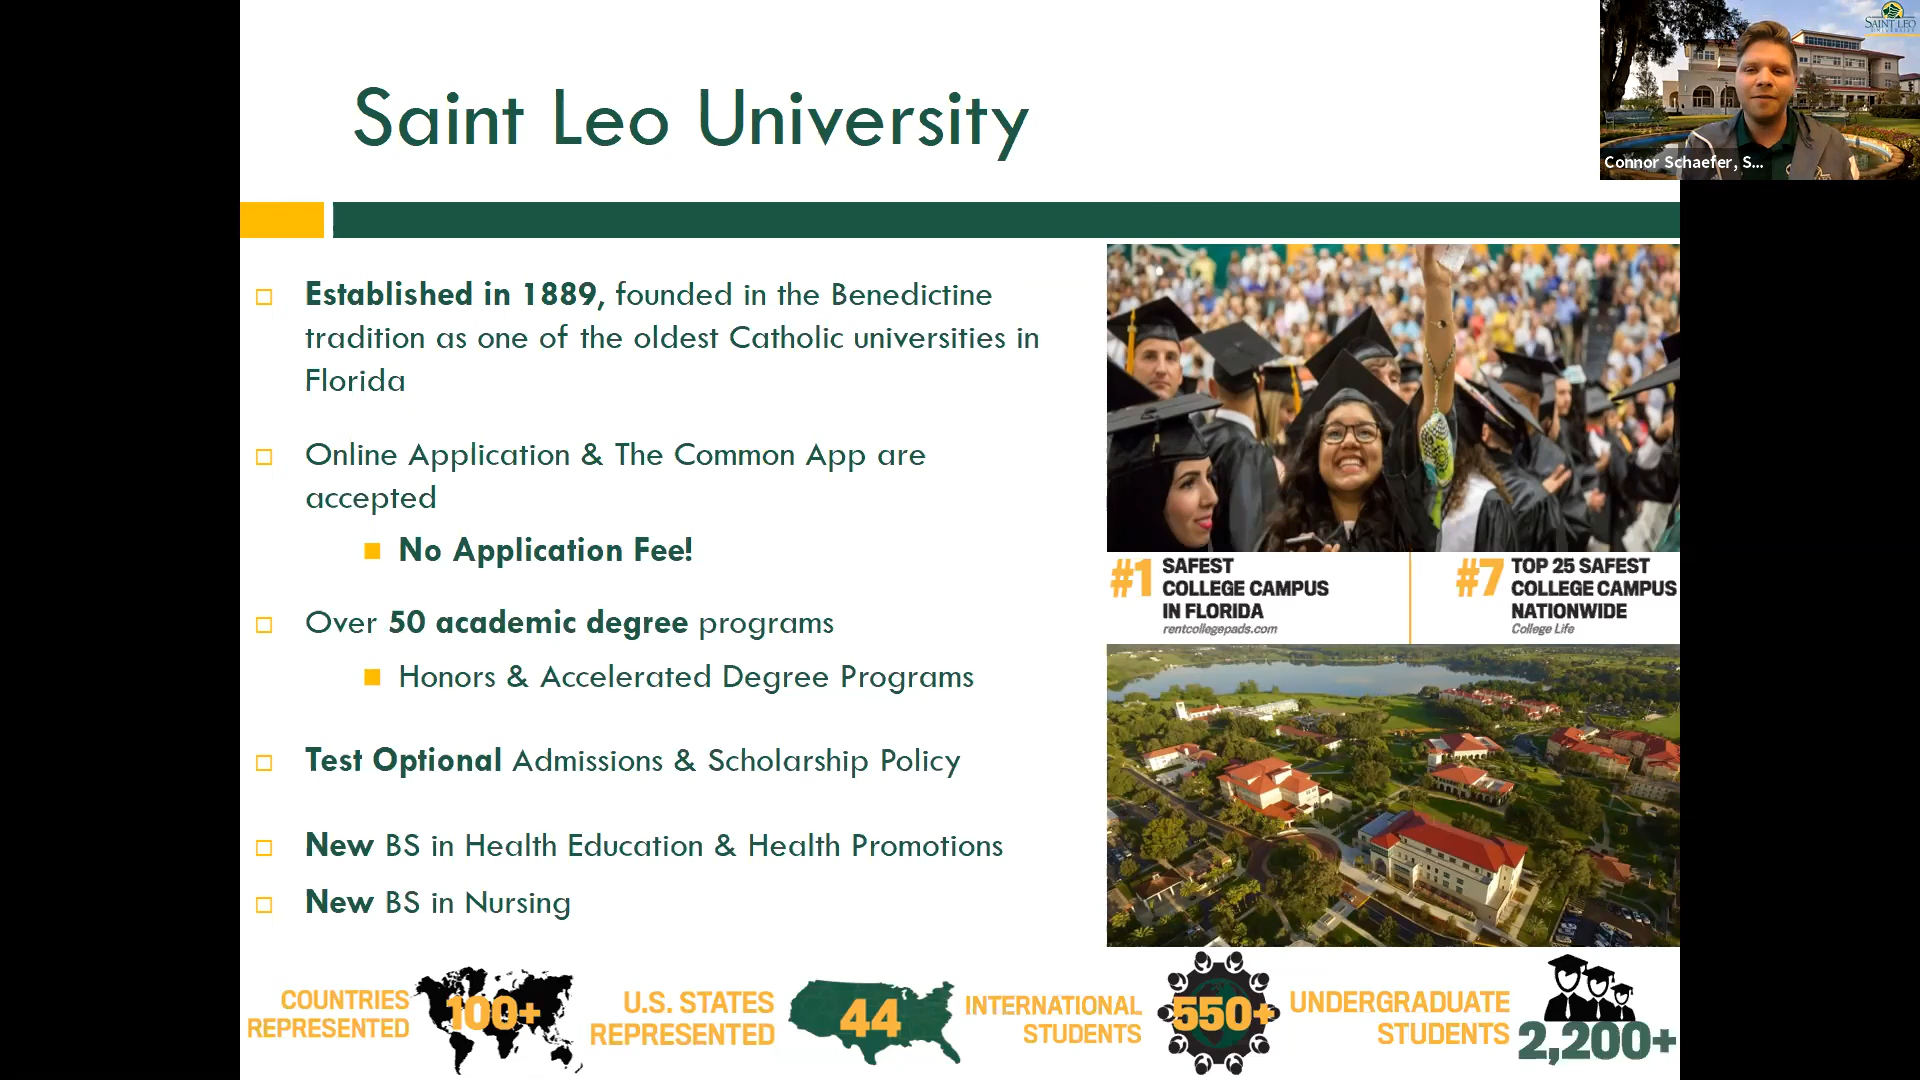 Saint Leo University
SAINT LEO
UNIVERSITY
Connor Schaefer, S...
Established in 1889, founded in the Benedictine
tradition as one of the oldest Catholic universities in
Florida
Online Application & The Common App are
accepted
No Application Fee!
Over 50 academic degree programs
Honors & Accelerated Degree Programs
Test Optional Admissions & Scholarship Policy
New BS in Health Education & Health Promotions
New BS in Nursing
#1 SAFEST
COLLEGE CAMPUS
IN FLORIDA
rentcollegepads.com
#7 TOP 25 SAFEST
COLLEGE CAMPUS
NATIONWIDE
College Life
COUNTRIES
REPRESENTED
100+
U.S. STATES
REPRESENTED
44
INTERNATIONAL
STUDENTS
550+
UNDERGRADUATE
STUDENTS
2,200+